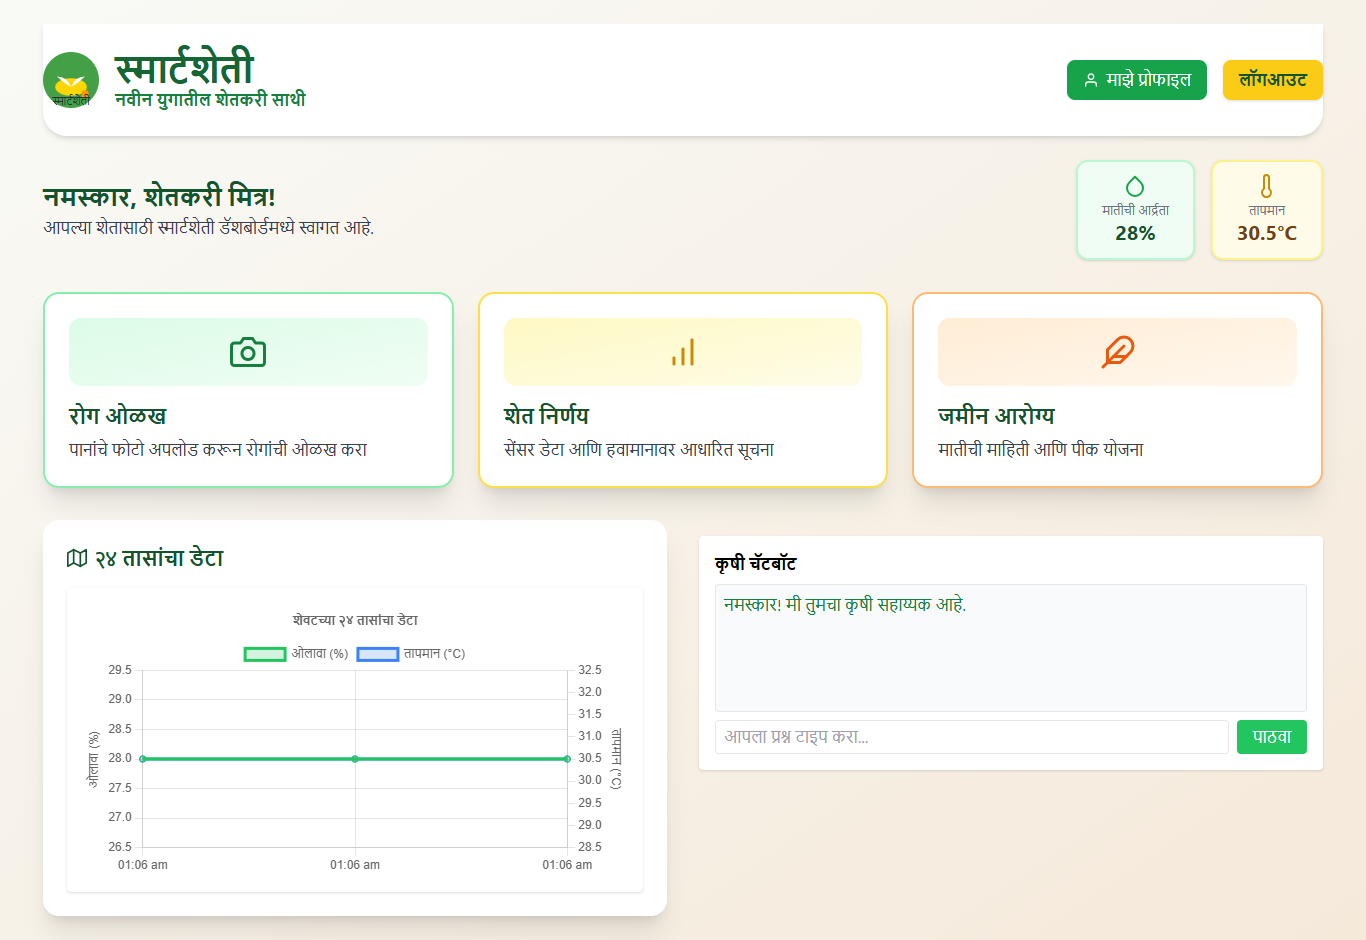 स्मार्टशेती
स्मार्टशेती
नवीन युगातील शेतकरी साथी
माझे प्रोफाइल
लॉगआउट
नमस्कार, शेतकरी मित्र!
आपल्या शेतासाठी स्मार्टशेती डॅशबोर्डमध्ये स्वागत आहे.
मातीची आर्द्रता
28%
तापमान
30.5°C
रोग ओळख
पानांचे फोटो अपलोड करून रोगांची ओळख करा
शेत निर्णय
सेंसर डेटा आणि हवामानावर आधारित सूचना
जमीन आरोग्य
मातीची माहिती आणि पीक योजना
२४ तासांचा डेटा
शेवटच्या २४ तासांचा डेटा
ओलावा (%) तापमान (°C)
29.5
29.0
28.5
28.0
27.5
27.0
26.5
ओलावा (%)
32.5
32.0
31.5
31.0
30.5
30.0
29.5
29.0
28.5
तापमान (°C)
01:06 am 01:06 am 01:06 am
कृषी चॅटबॉट
नमस्कार! मी तुमचा कृषी सहाय्यक आहे.
आपला प्रश्न टाइप करा...
पाठवा